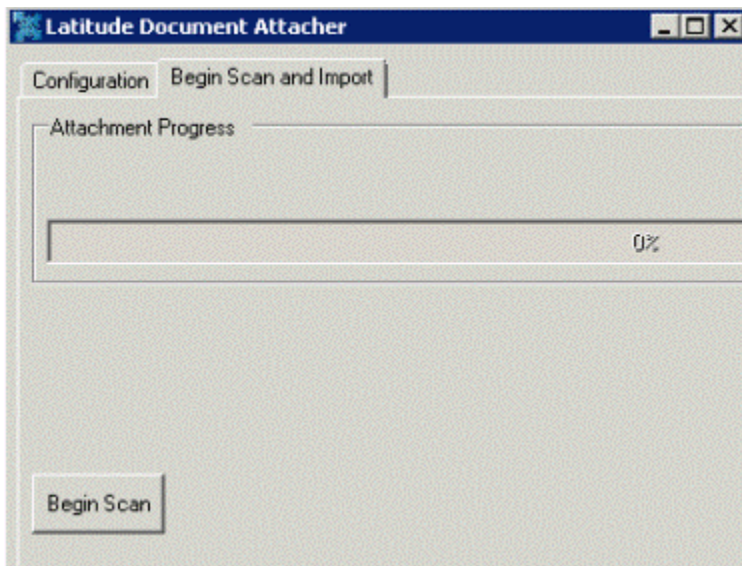 Latitude Document Attacher
Configuration Begin Scan and Import
Attachment Progress
0%
Begin Scan